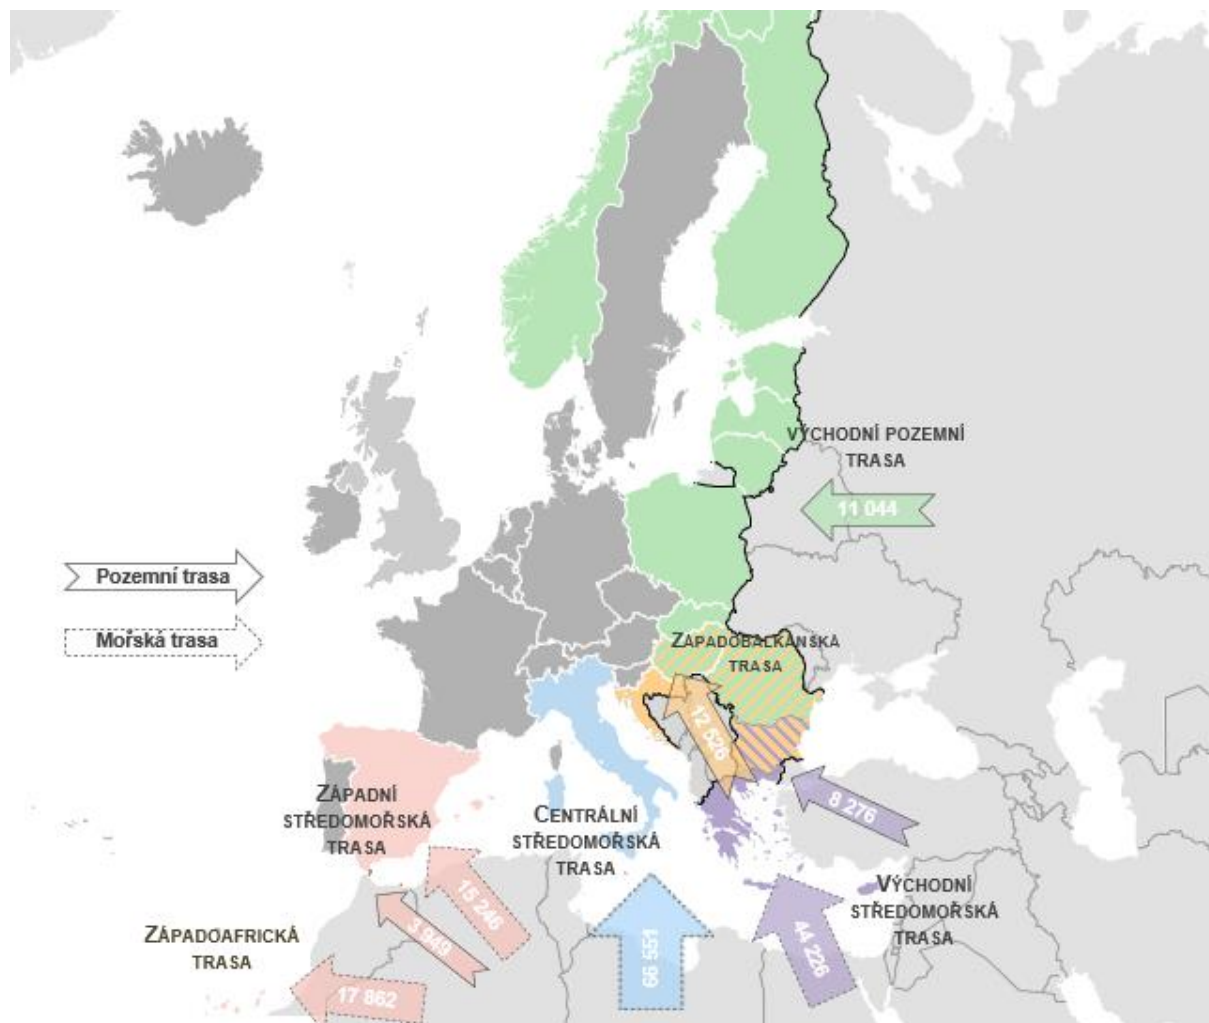 VÝCHODNÍ POZEMNÍ
TRASA
11 044
Pozemní trasa
Mořská trasa
ZÁPADOBALKÁNSKÁ
TRASA
12 526
ZÁPADNÍ
STŘEDOMOŘSKÁ
TRASA
CENTRÁLNÍ
STŘEDOMOŘSKÁ
TRASA
8 276
VÝCHODNÍ
STŘEDOMOŘSKÁ
TRASA
15 246
3 949
ZÁPADOAFRICKÁ
TRASA
17 862
66 551
44 226